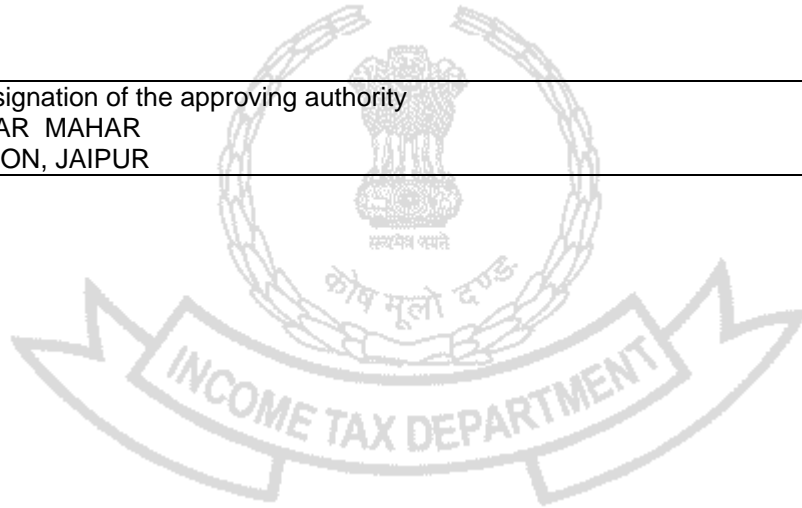 signation of the approving authority
AR MAHAR
ON, JAIPUR
सत्यमेव जयते
कोष मूलो दण्ड:
INCOME TAX DEPARTMENT